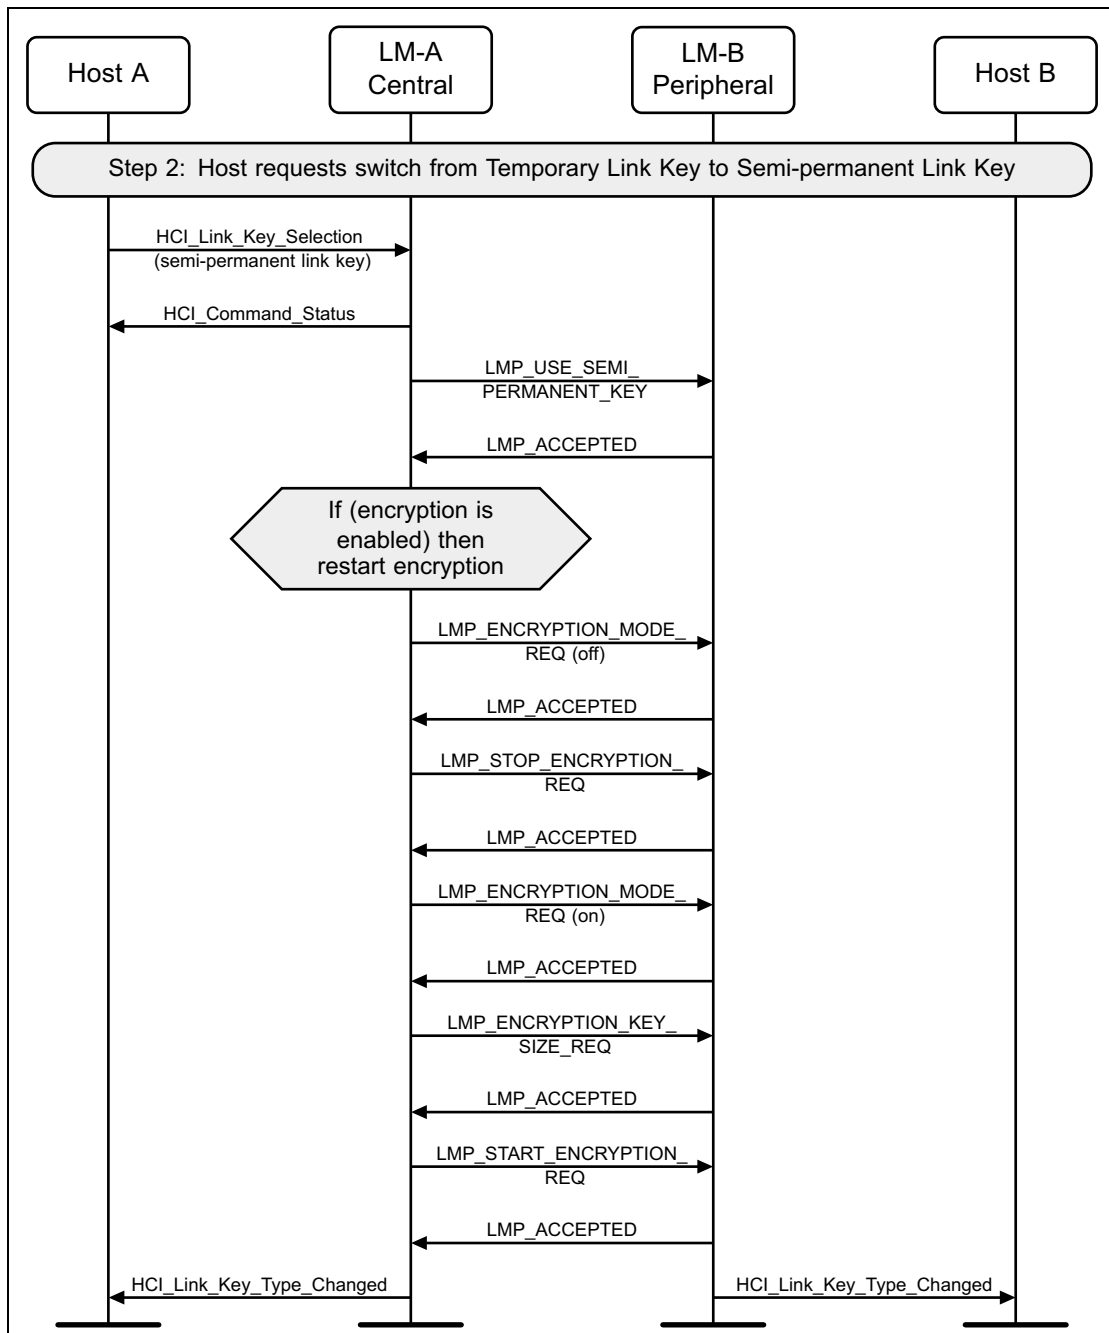 Host A
LM-A
Central
LM-B
Peripheral
Host B
Step 2: Host requests switch from Temporary Link Key to Semi-permanent Link Key
HCI_Link_Key_Selection
(semi-permanent link key)
HCI_Command_Status
LMP_USE_SEMI_
PERMANENT_KEY
LMP_ACCEPTED
If (encryption is
enabled) then
restart encryption
LMP_ENCRYPTION_MODE_
REQ (off)
LMP_ACCEPTED
LMP_STOP_ENCRYPTION_
REQ
LMP_ACCEPTED
LMP_ENCRYPTION_MODE_
REQ (on)
LMP_ACCEPTED
LMP_ENCRYPTION_KEY_
SIZE_REQ
LMP_ACCEPTED
LMP_START_ENCRYPTION_
REQ
LMP_ACCEPTED
HCI_Link_Key_Type_Changed
HCI_Link_Key_Type_Changed